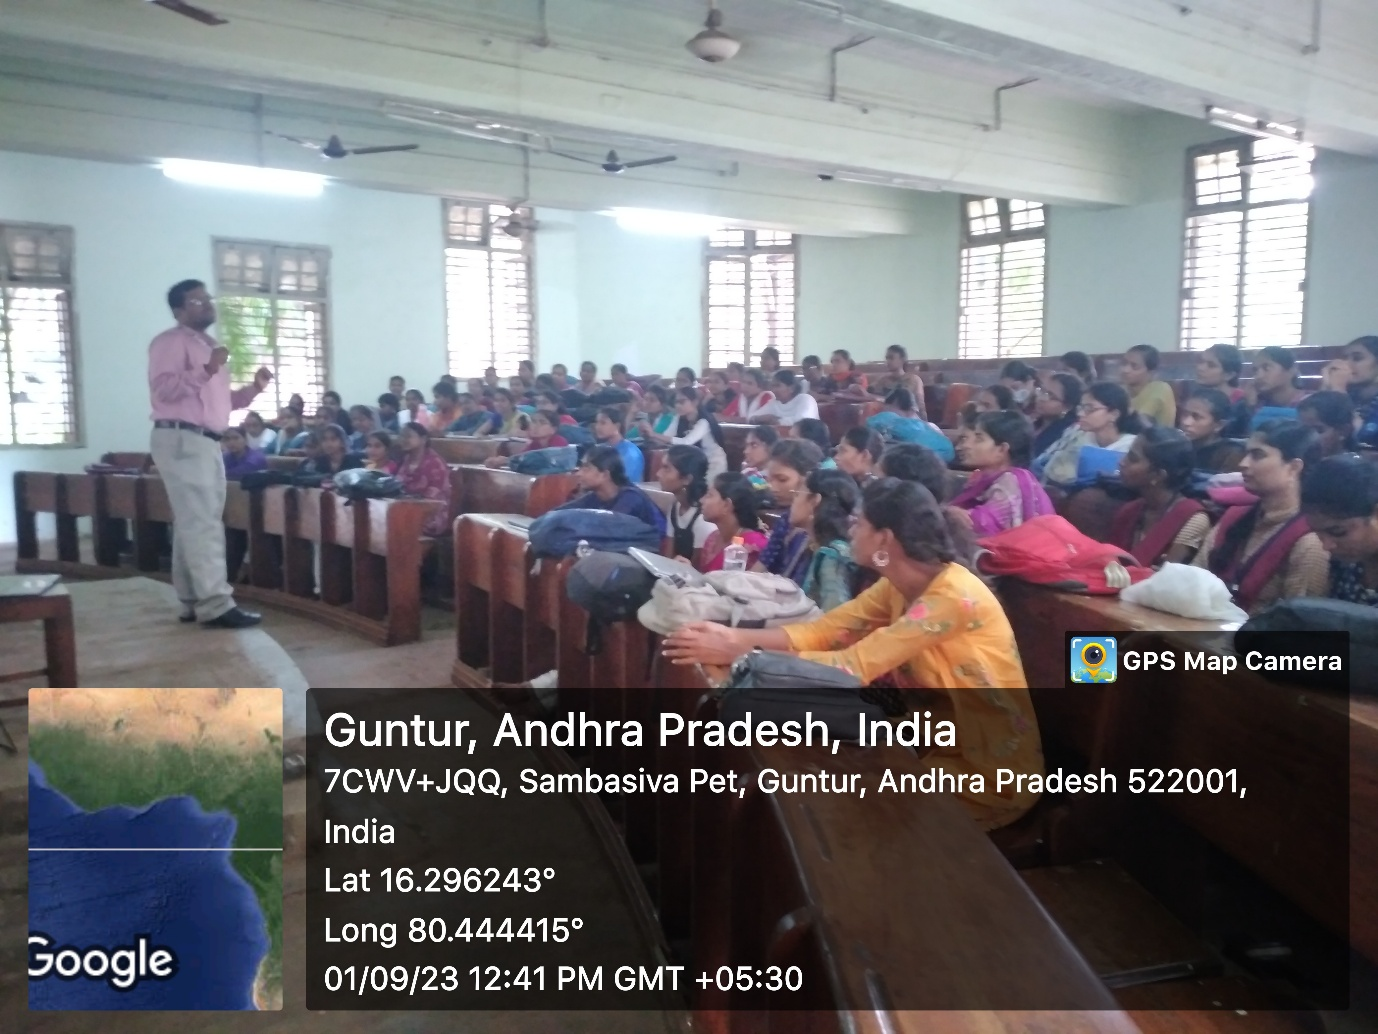 GPS Map Camera
Guntur, Andhra Pradesh, India
7CWV+JQQ, Sambasiva Pet, Guntur, Andhra Pradesh 522001,
India
Lat 16.296243°
Long 80.444415°
01/09/23 12:41 PM GMT +05:30
Google